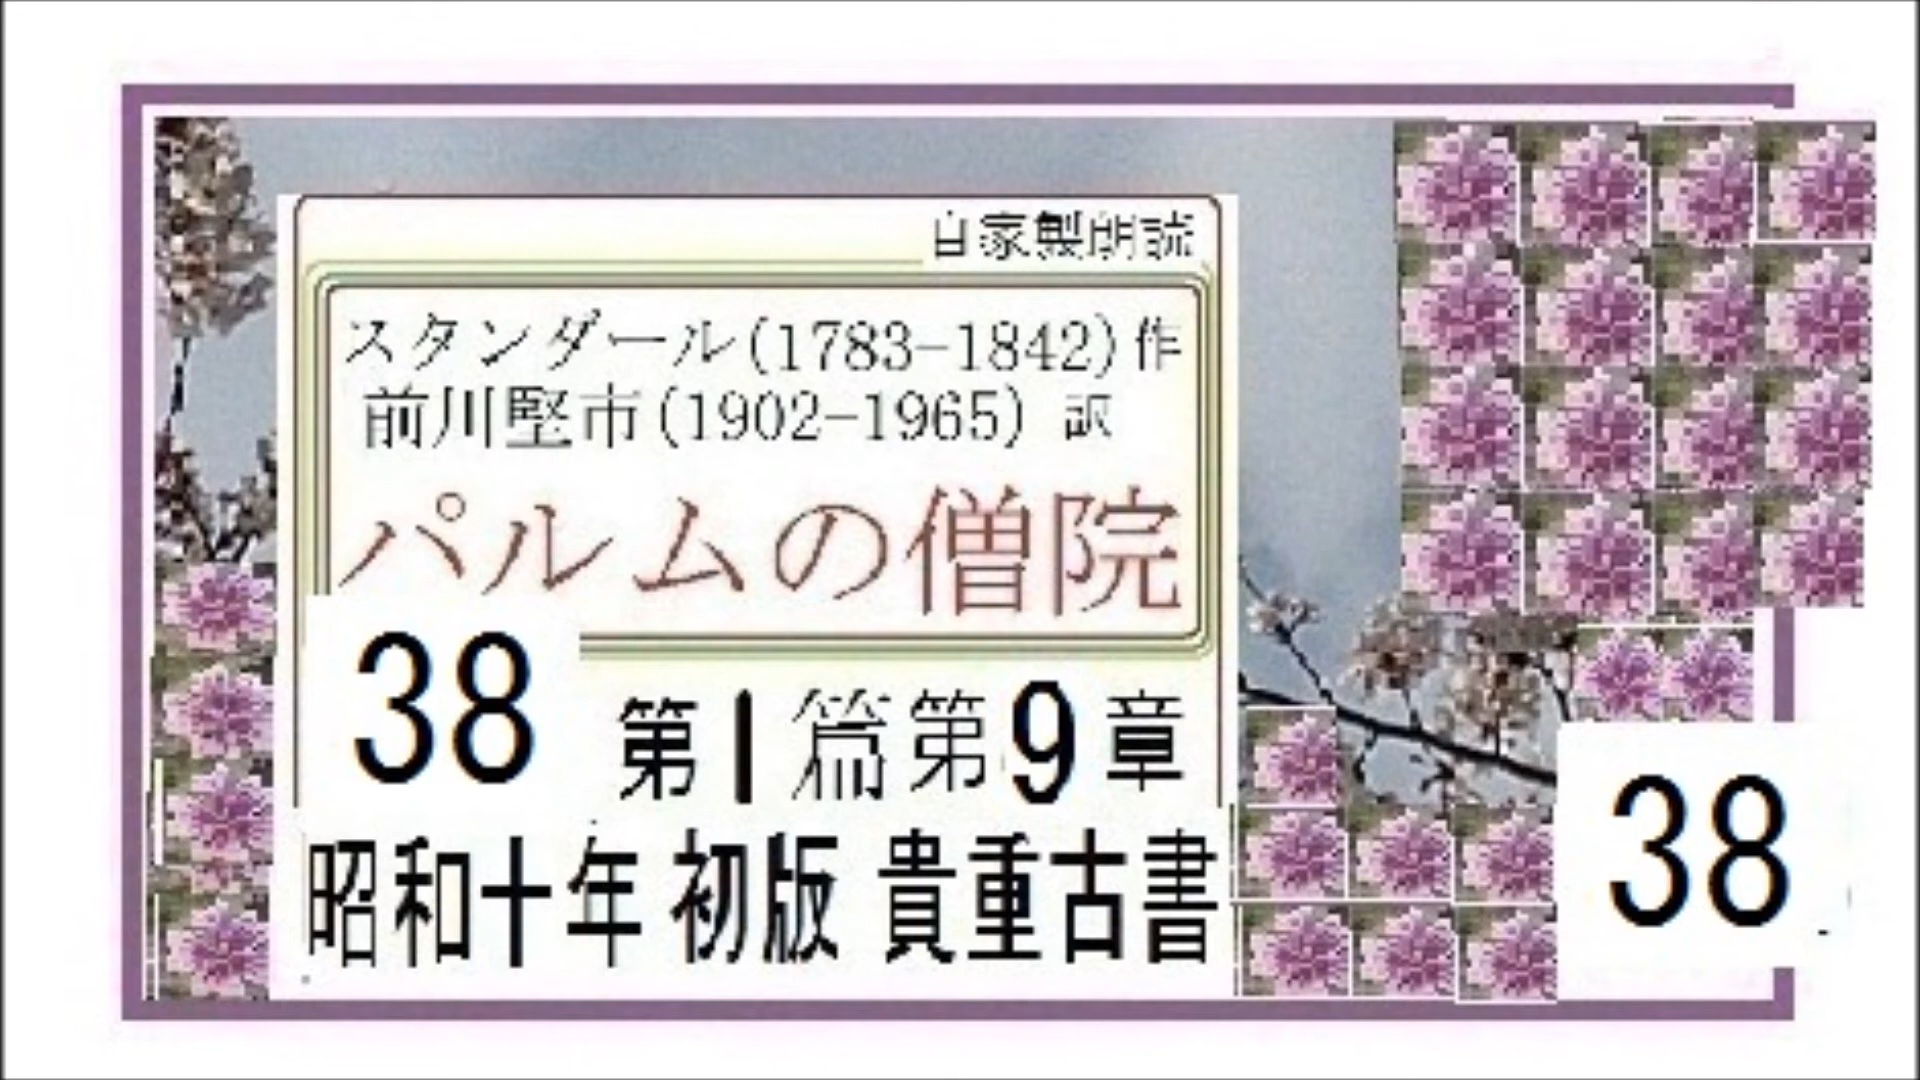 自家製朗読
スタンダール(1783-1842)作
前川堅市(1902-1965) 訳
パルムの僧院
38 第1篇第9章
昭和十年 初版 貴重古書
38